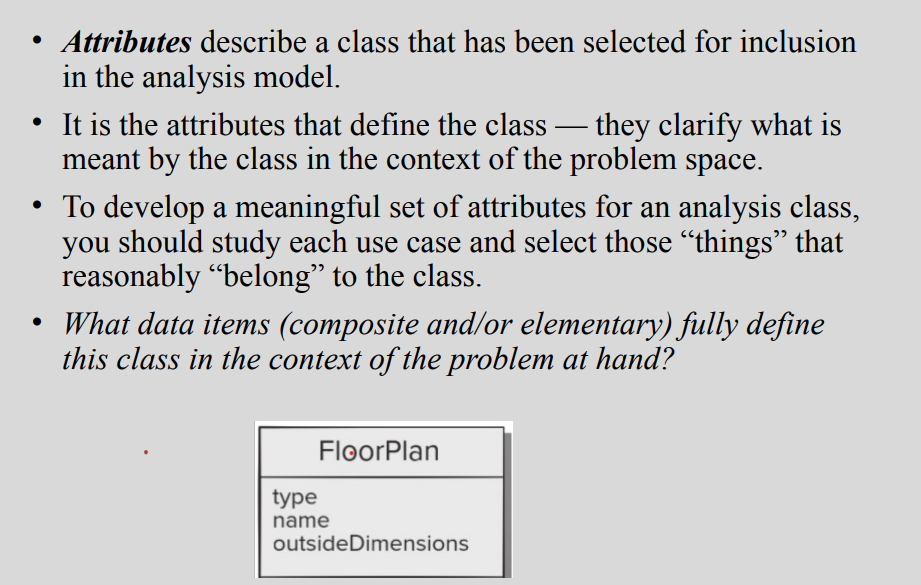 • Attributes describe a class that has been selected for inclusion
in the analysis model.
• It is the attributes that define the class — they clarify what is
meant by the class in the context of the problem space.
• To develop a meaningful set of attributes for an analysis class,
you should study each use case and select those “things” that
reasonably “belong” to the class.
• What data items (composite and/or elementary) fully define
this class in the context of the problem at hand?
FloorPlan
type
name
outsideDimensions